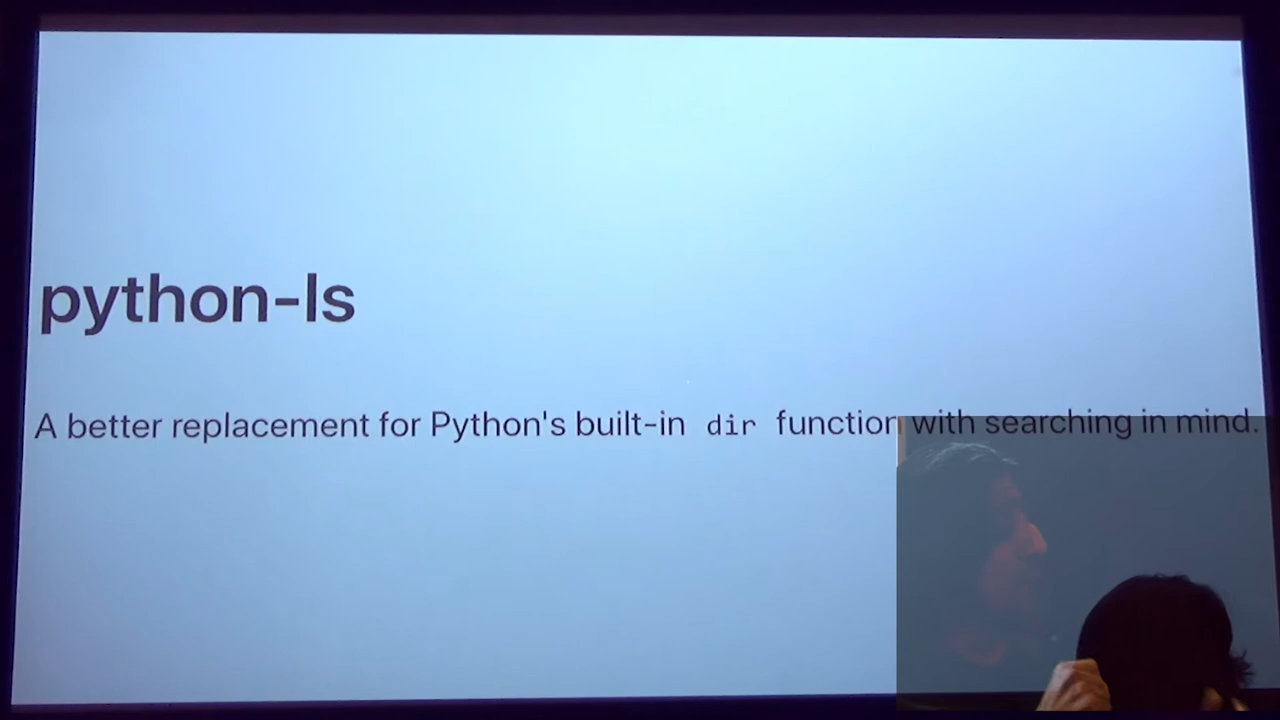 python-ls
A better replacement for Python's built-in dir function with searching in mind.